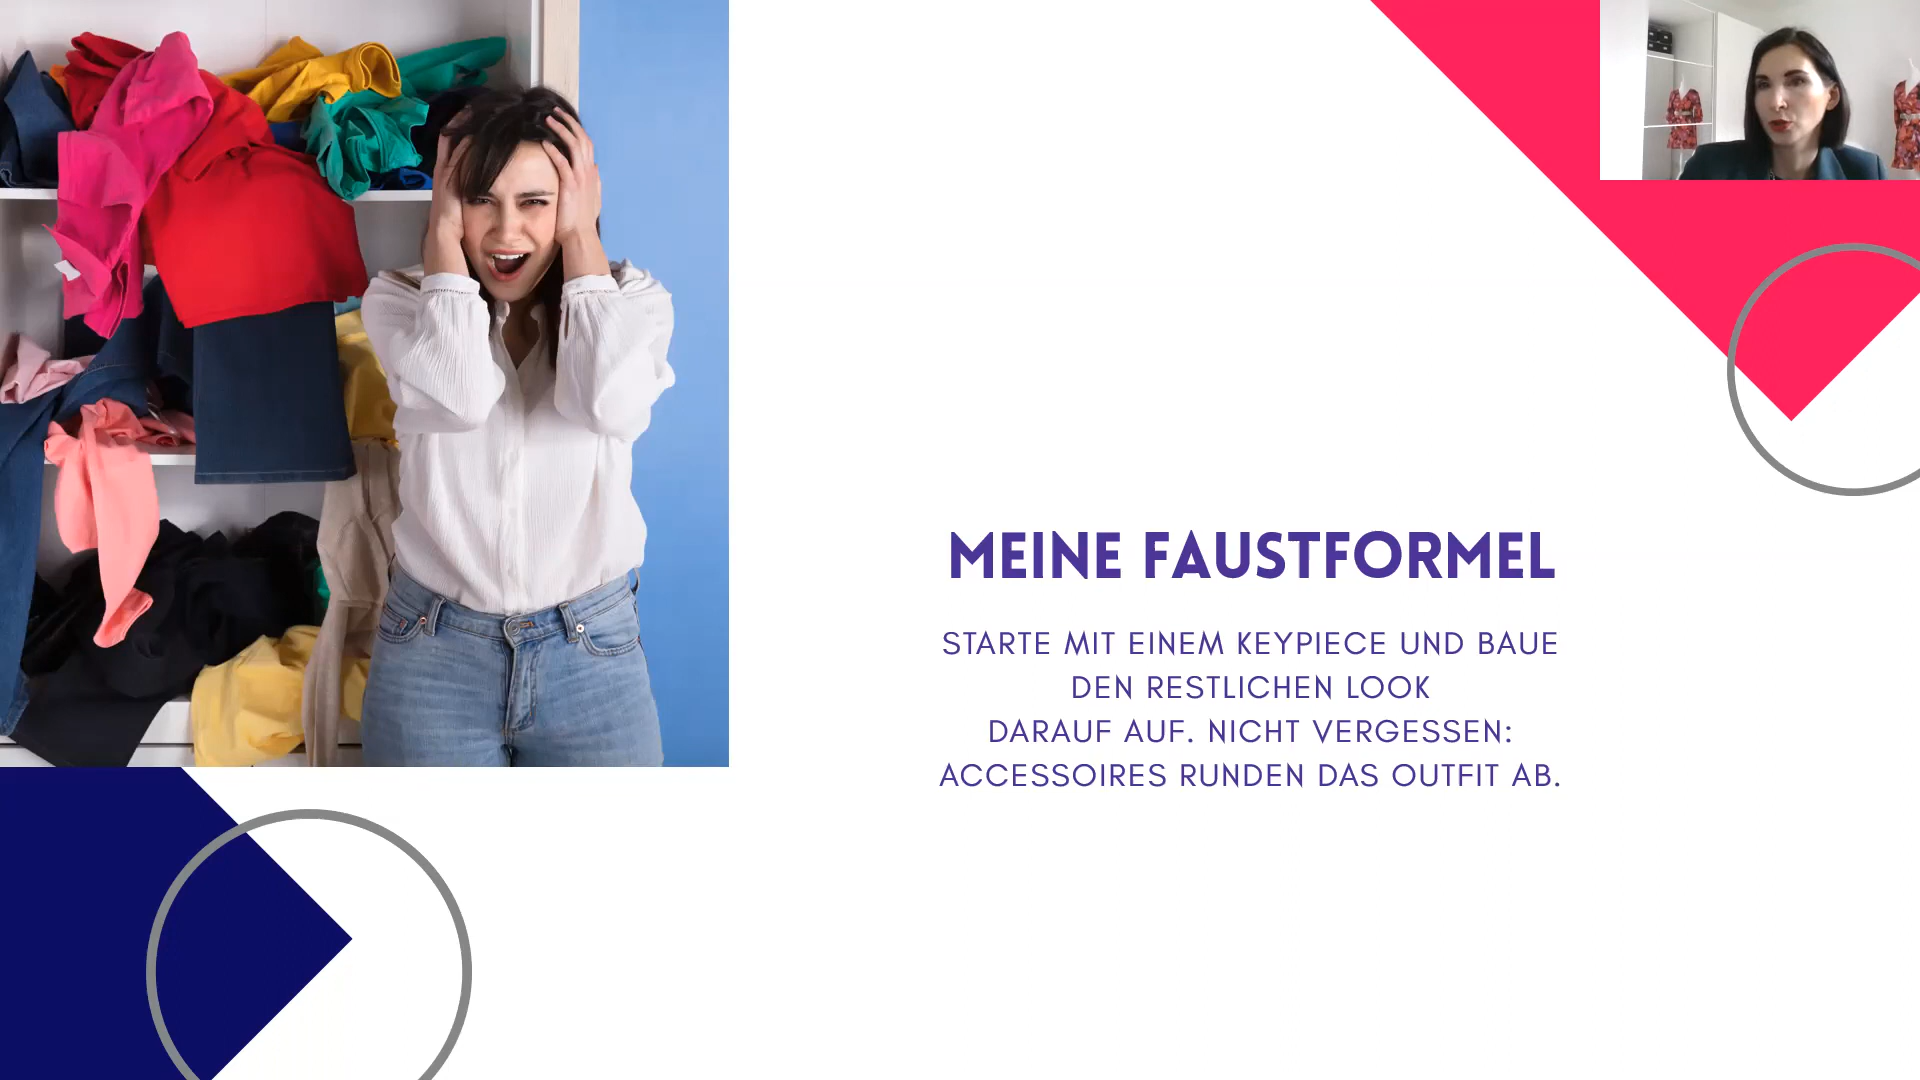 MEINE FAUSTFORMEL
STARTE MIT EINEM KEYPIECE UND BAUE
DEN RESTLICHEN LOOK
DARAUF AUF. NICHT VERGESSEN:
ACCESSOIRES RUNDEN DAS OUTFIT AB.